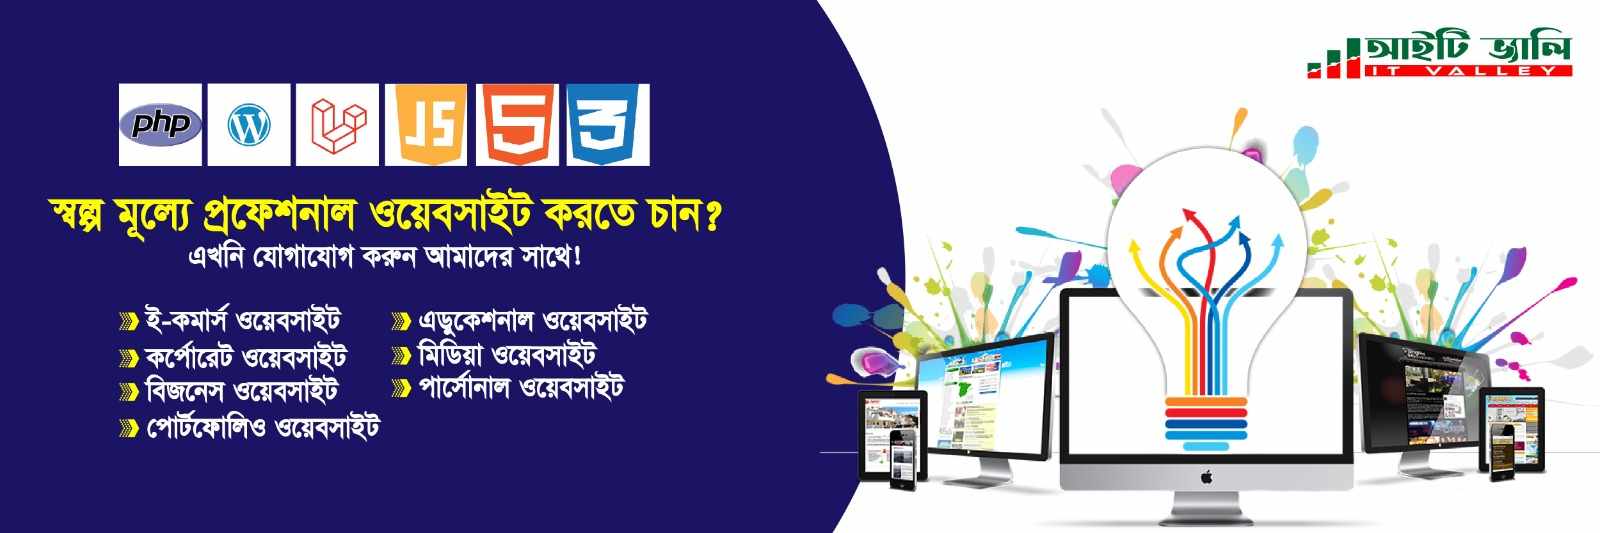 আইটি ভ্যালি
IT VALLEY
php
W
JS
5
3
স্বল্প মূল্যে প্রফেশনাল ওয়েবসাইট করতে চান?
এখনি যোগাযোগ করুন আমাদের সাথে!
ই-কমার্স ওয়েবসাইট
কর্পোরেট ওয়েবসাইট
বিজনেস ওয়েবসাইট
পোর্টফোলিও ওয়েবসাইট
এডুকেশনাল ওয়েবসাইট
মিডিয়া ওয়েবসাইট
পার্সোনাল ওয়েবসাইট